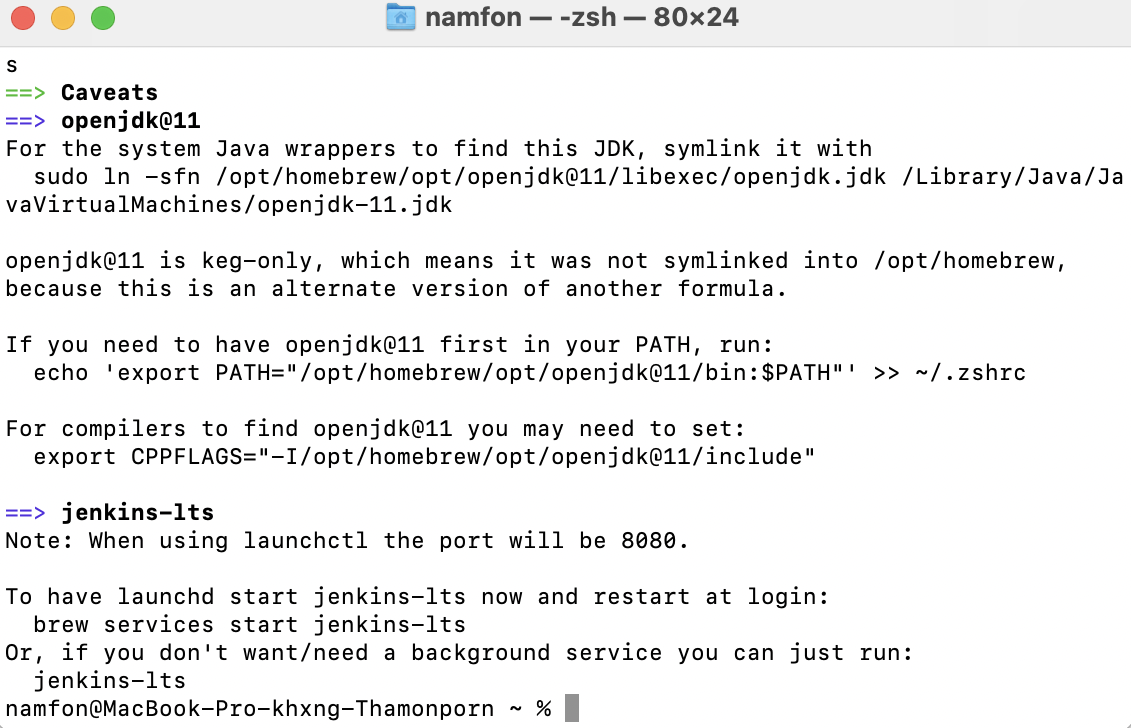 namfon — -zsh — 80×24
s
==> Caveats
==> openjdk@11
For the system Java wrappers to find this JDK, symlink it with
  sudo ln -sfn /opt/homebrew/opt/openjdk@11/libexec/openjdk.jdk /Library/Java/Ja
vaVirtualMachines/openjdk-11.jdk

openjdk@11 is keg-only, which means it was not symlinked into /opt/homebrew,
because this is an alternate version of another formula.

If you need to have openjdk@11 first in your PATH, run:
  echo 'export PATH="/opt/homebrew/opt/openjdk@11/bin:$PATH"' >> ~/.zshrc

For compilers to find openjdk@11 you may need to set:
  export CPPFLAGS="-I/opt/homebrew/opt/openjdk@11/include"

==> jenkins-lts
Note: When using launchctl the port will be 8080.

To have launchd start jenkins-lts now and restart at login:
  brew services start jenkins-lts
Or, if you don't want/need a background service you can just run:
  jenkins-lts
namfon@MacBook-Pro-khxng-Thamonporn ~ %